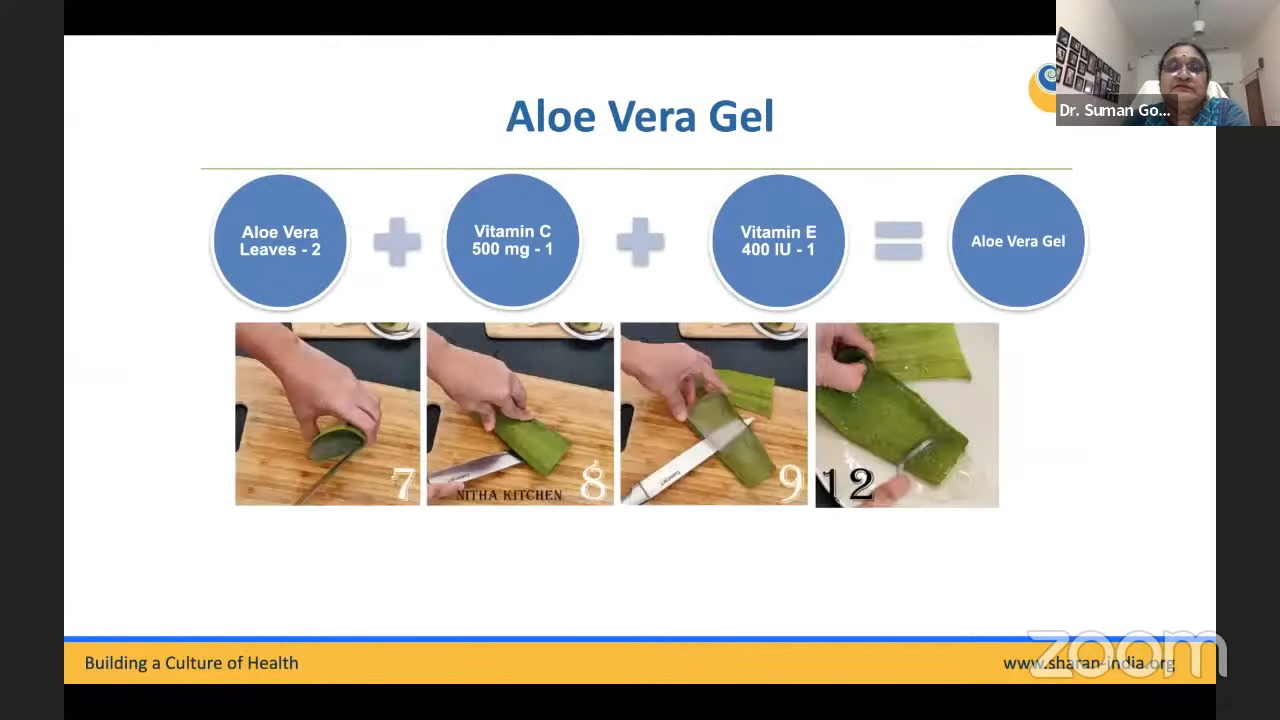 Dr. Suman Go...
Aloe Vera Gel
Aloe Vera
Leaves - 2
Vitamin C
500 mg - 1
Vitamin E
400 IU - 1
Aloe Vera Gel
7
NITHA KITCHEN
8
9
12
Building a Culture of Health
www.sharan-india.org
zoom